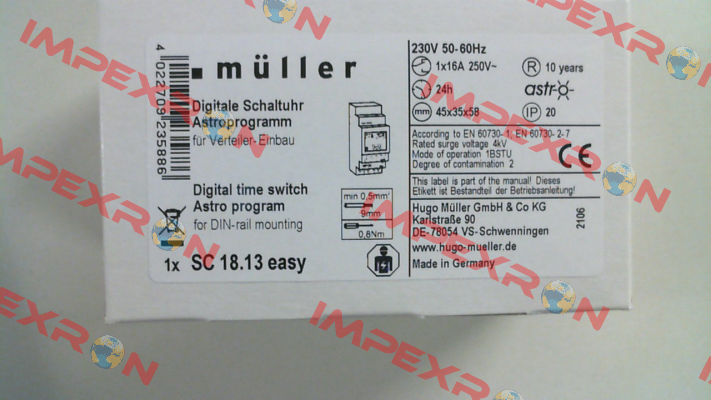 müller
4 022709 235886
Digitale Schaltuhr
Astroprogramm
für Verteiler-Einbau
Digital time switch
Astro program
for DIN-rail mounting
1x SC 18.13 easy
min 0,5mm²
9mm
0,6Nm
230V 50-60Hz
1x16A 250V~
R 10 years
24h
astro
mm 45x35x58
IP 20
According to EN 60730-1, EN 60730-2-7
Rated surge voltage 4kV
Mode of operation 1BSTU
Degree of contamination 2
CE
This label is part of the manual! Dieses
Etikett ist Bestandteil der Betriebsanleitung!
Hugo Müller GmbH & Co KG
Karlstraße 90
DE-78054 VS-Schwenningen
www.hugo-mueller.de
Made in Germany
2106
IMPEXRON
IMPEXRON
IMPEXRON
IMPEXRON
IMPEXRON
IMPEXRON